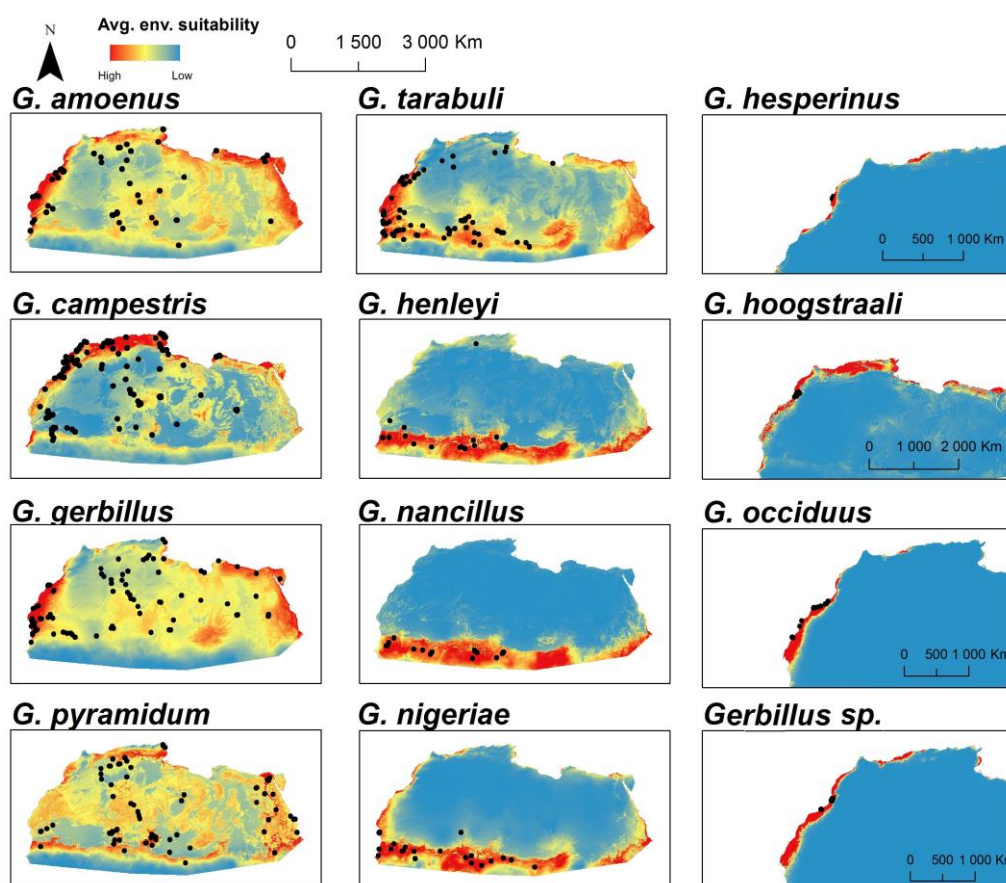 N
Avg. env. suitability
High Low
0 1 500 3 000 Km
G. amoenus
G. tarabuli
G. hesperinus
0 500 1 000 Km
G. campestris
G. henleyi
G. hoogstraali
0 1 000 2 000 Km
G. gerbillus
G. nancillus
G. occiduus
0 500 1 000 Km
G. pyramidum
G. nigeriae
Gerbillus sp.
0 500 1 000 Km